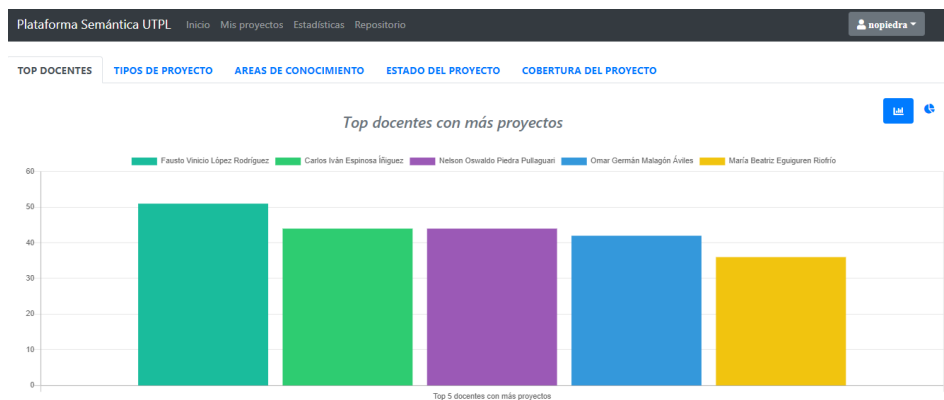 Plataforma Semántica UTPL Inicio Mis proyectos Estadísticas Repositorio nopiedra
TOP DOCENTES TIPOS DE PROYECTO AREAS DE CONOCIMIENTO ESTADO DEL PROYECTO COBERTURA DEL PROYECTO
Top docentes con más proyectos
Fausto Vinicio López Rodríguez Carlos Iván Espinosa Íñiguez Nelson Oswaldo Piedra Pullaguari Omar Germán Malagón Áviles María Beatriz Eguiguren Riofrío
60
50
40
30
20
10
0
Top 5 docentes con más proyectos